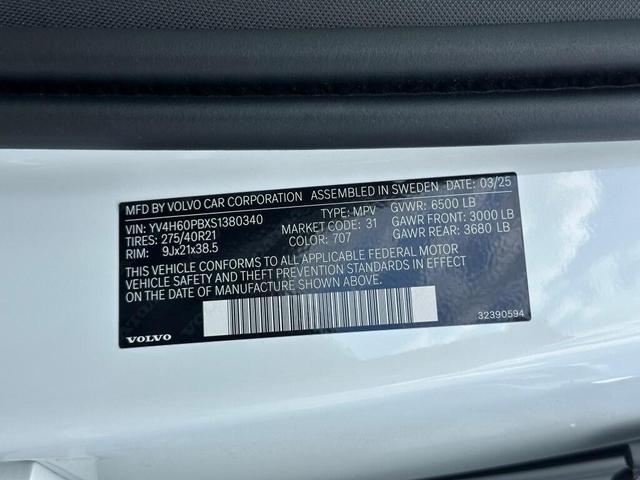 MFD BY VOLVO CAR CORPORATION ASSEMBLED IN SWEDEN DATE: 03/25
VIN: YV4H60PBXS1380340 TYPE: MPV GVWR: 6500 LB
TIRES: 275/40R21 MARKET CODE: 31 GAWR FRONT: 3000 LB
RIM: 9Jx21x38.5 COLOR: 707 GAWR REAR: 3680 LB
THIS VEHICLE CONFORMS TO ALL APPLICABLE FEDERAL MOTOR
VEHICLE SAFETY AND THEFT PREVENTION STANDARDS IN EFFECT
ON THE DATE OF MANUFACTURE SHOWN ABOVE.
VOLVO 32390594